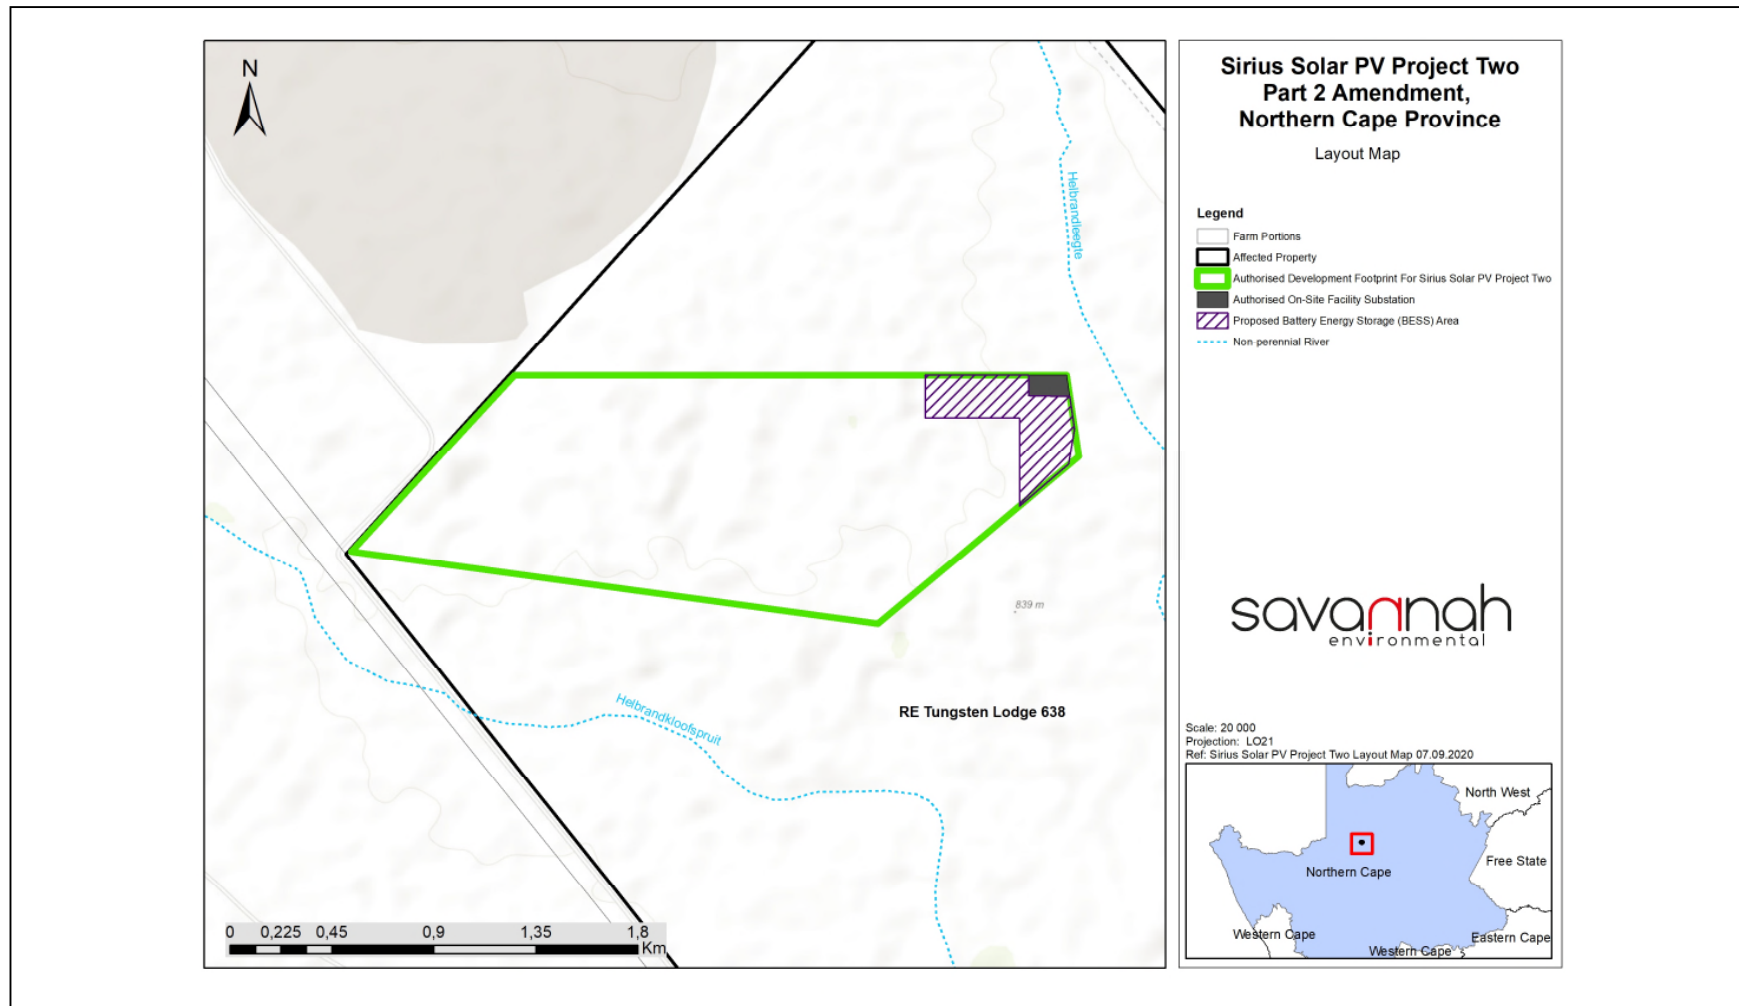 N
Helbrandleegte
839 m
RE Tungsten Lodge 638
Helbrandkloofspruit
0 0,225 0,45 0,9 1,35 1,8
Km
Sirius Solar PV Project Two
Part 2 Amendment,
Northern Cape Province
Layout Map
Legend
Farm Portions
Affected Property
Authorised Development Footprint For Sirius Solar PV Project Two
Authorised On-Site Facility Substation
Proposed Battery Energy Storage (BESS) Area
Non-perennial River
savannah
environmental
Scale: 20 000
Projection: LO21
Ref: Sirius Solar PV Project Two Layout Map 07.09.2020
North West
Free State
Northern Cape
Western Cape
Eastern Cape
Western Cape